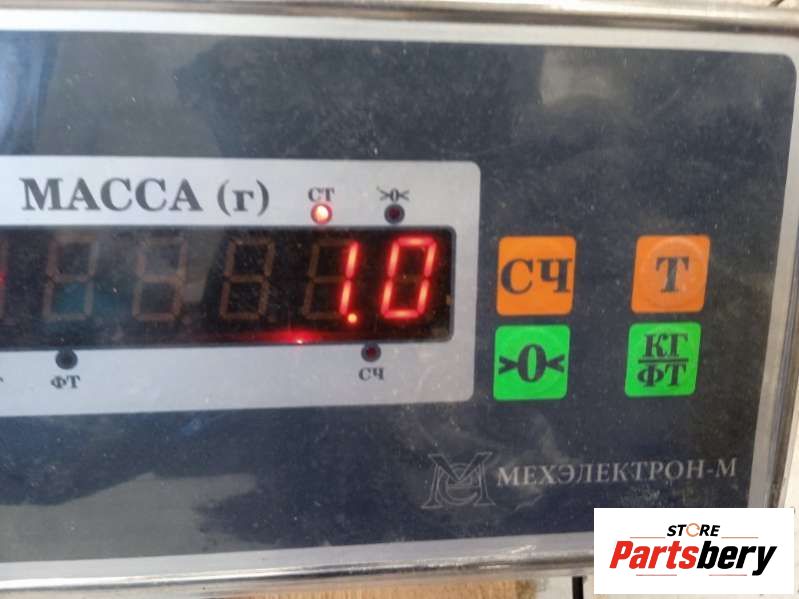 МАССА (г)
СТ
>0<
1.0
ФТ
СЧ
СЧ
Т
>0<
КГ
ФТ
МЕХЭЛЕКТРОН-М
STORE
Partsbery